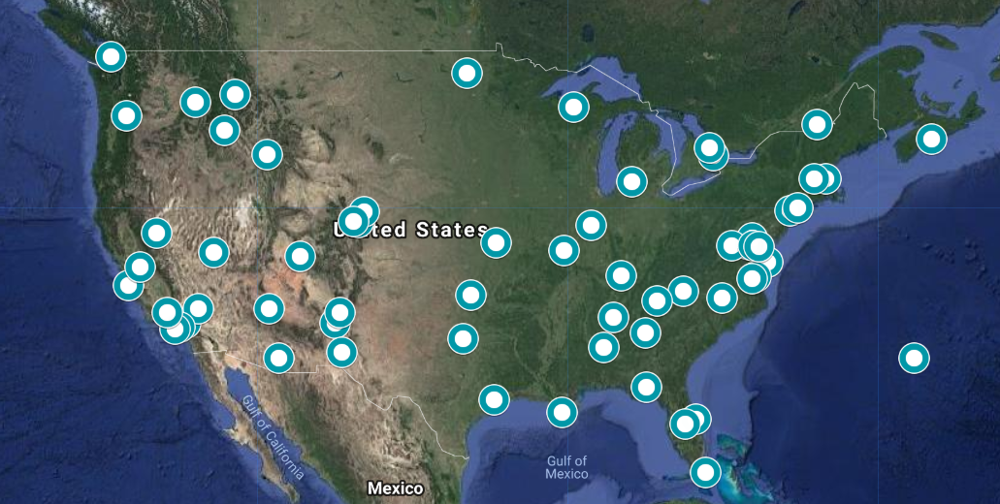 United States
Gulf of California
Gulf of
Mexico
Mexico